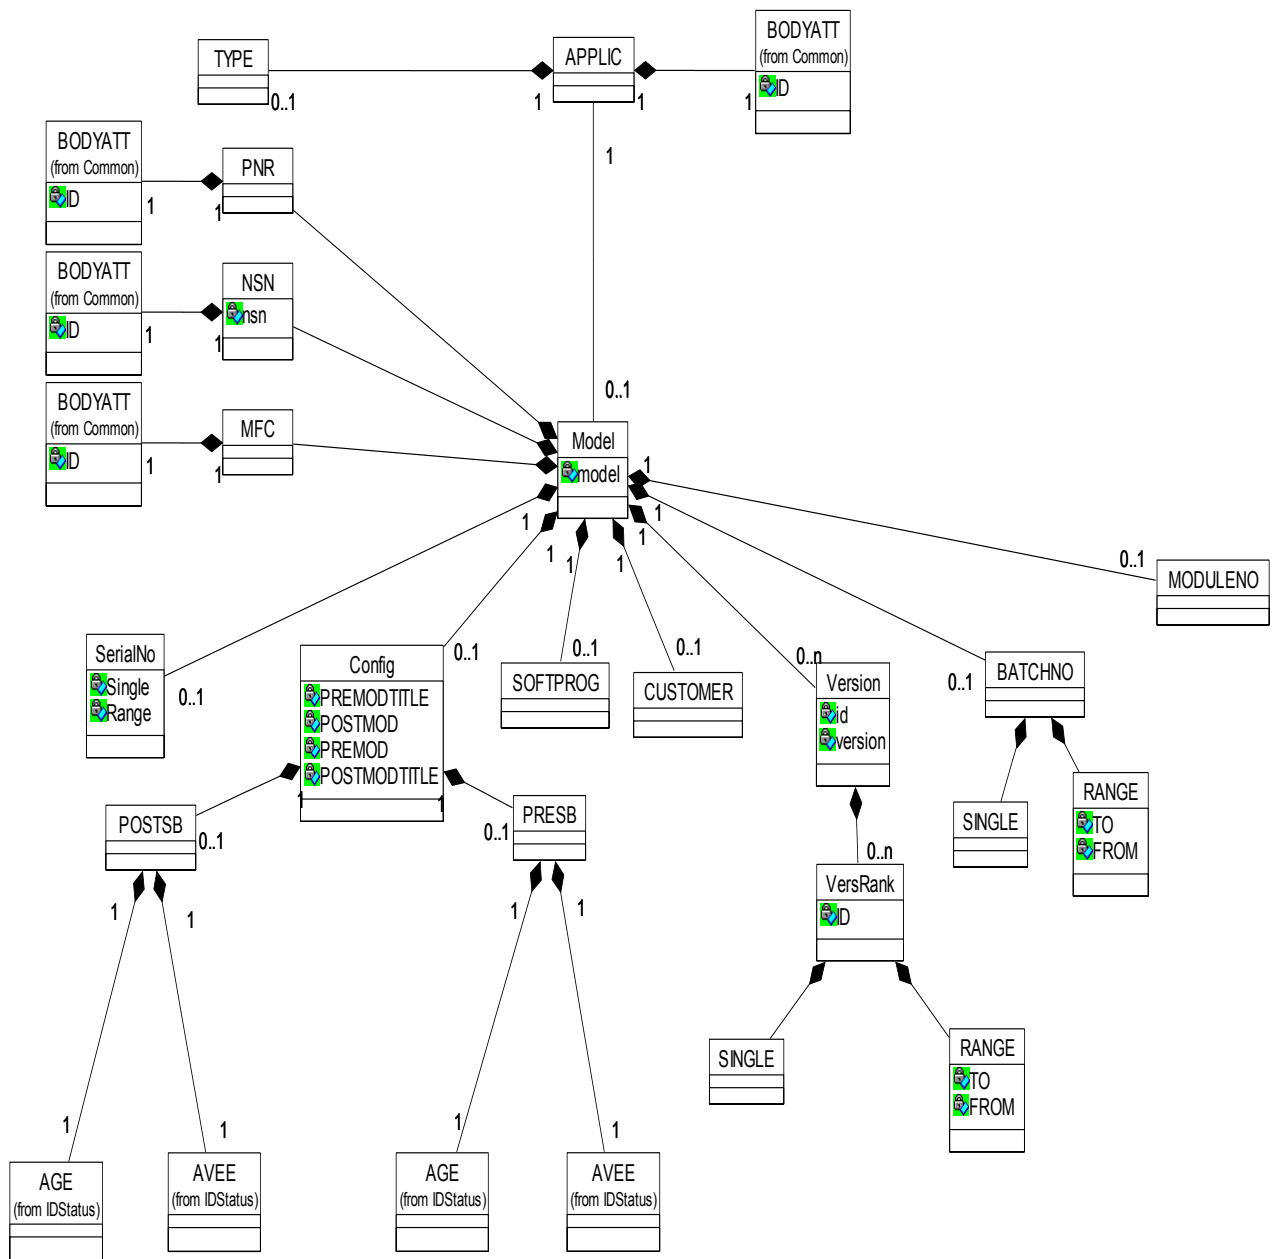 TYPE
0..1
1
APPLIC
1
1
BODYATT
(from Common)
ID
1
1
BODYATT
(from Common)
ID
1
PNR
1
BODYATT
(from Common)
ID
1
NSN
nsn
1
BODYATT
(from Common)
ID
1
MFC
1
0..1
Model
model
1
1
1
1
1
1
1
0..1
MODULENO
SerialNo
Single
Range
0..1
Config
PREMODTITLE
POSTMOD
PREMOD
POSTMODTITLE
0..1
1
1
0..1
SOFTPROG
0..1
CUSTOMER
0..n
Version
id
version
0..1
BATCHNO
SINGLE
RANGE
TO
FROM
POSTSB
0..1
1
1
PRESB
0..1
1
1
0..n
VersRank
ID
SINGLE
RANGE
TO
FROM
1
AGE
(from IDStatus)
1
AVEE
(from IDStatus)
1
AGE
(from IDStatus)
1
AVEE
(from IDStatus)